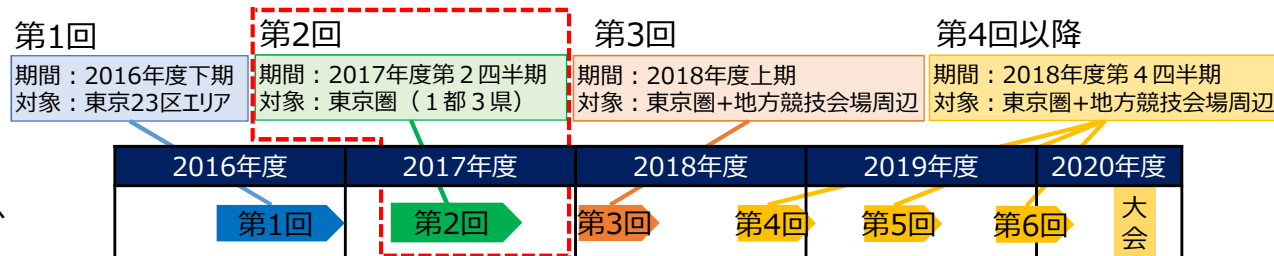 第1回
期間：2016年度下期
対象：東京23区エリア
第2回
期間：2017年度第２四半期
対象：東京圏（１都３県）
第3回
期間：2018年度上期
対象：東京圏+地方競技会場周辺
第4回以降
期間：2018年度第４四半期
対象：東京圏+地方競技会場周辺
2016年度 2017年度 2018年度 2019年度 2020年度
、
第1回 第2回 第3回 第4回 第5回 第6回 大会